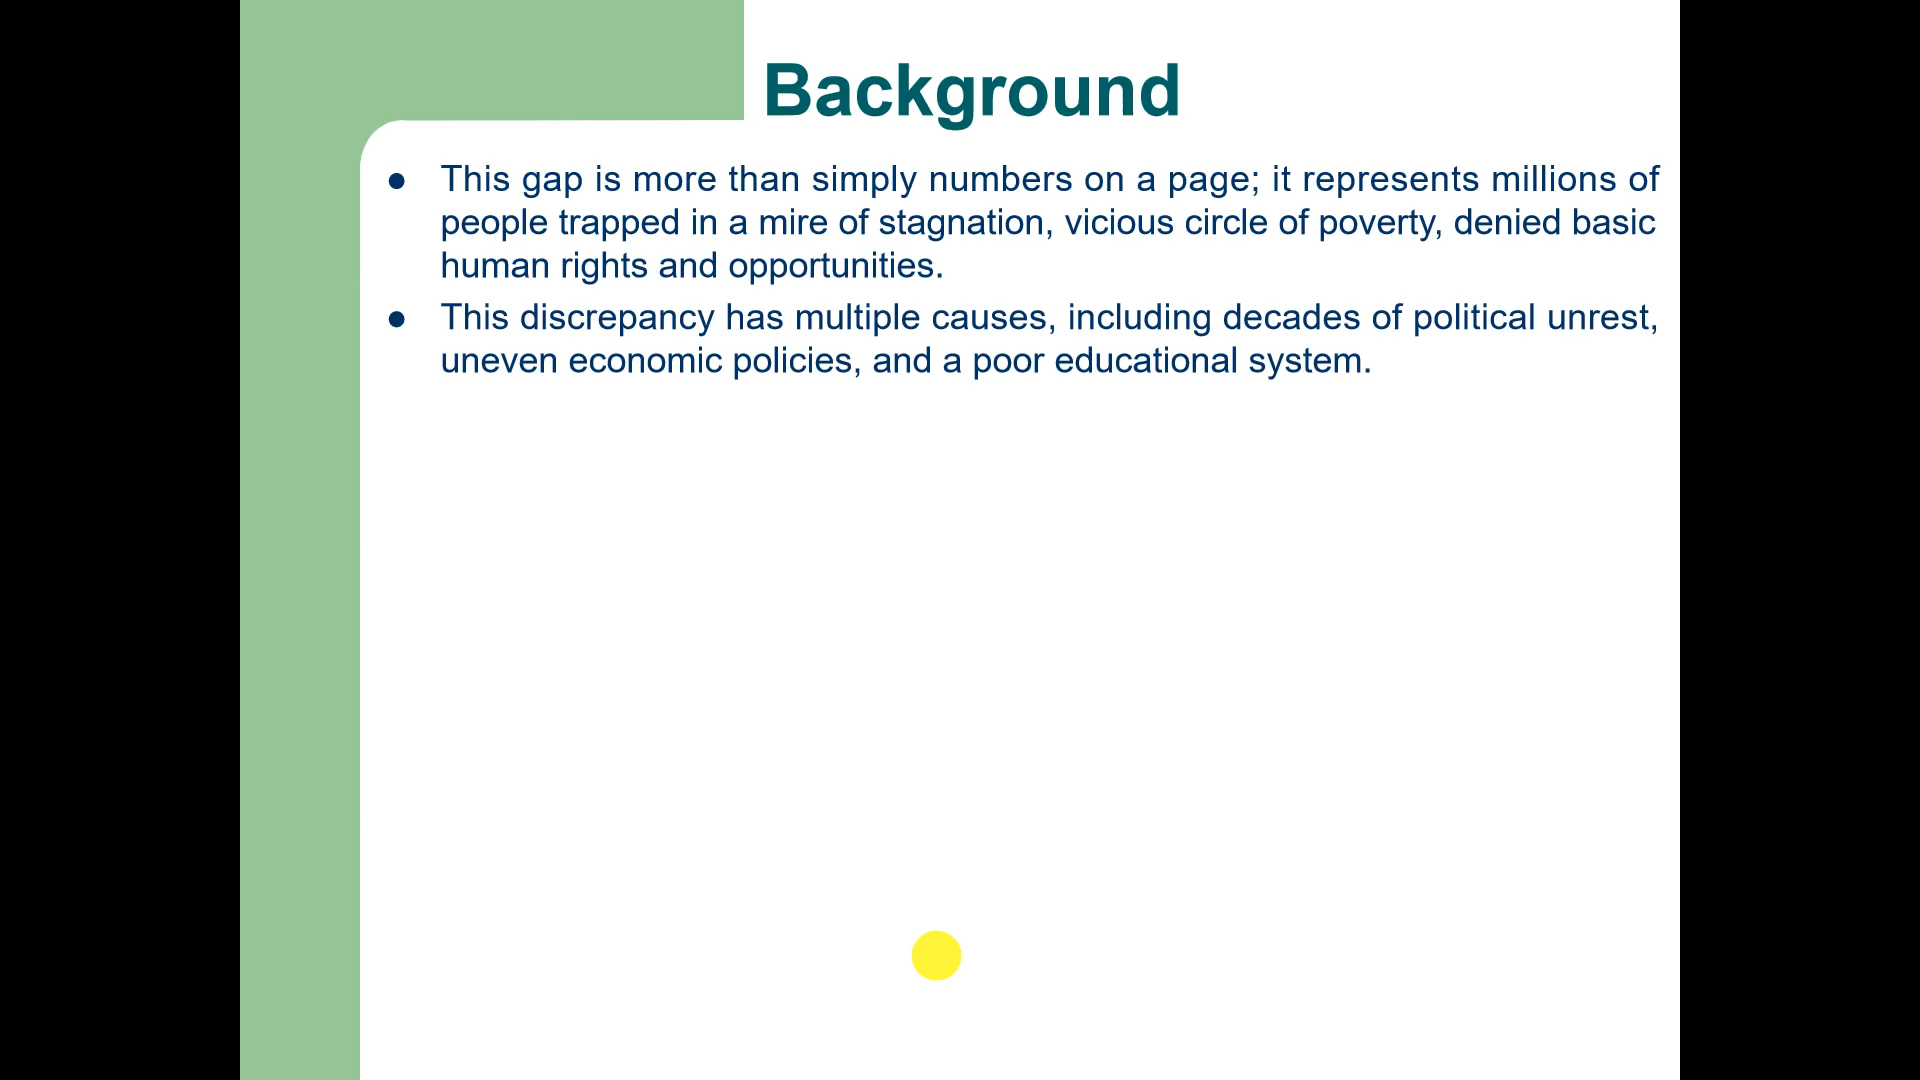 Background
● This gap is more than simply numbers on a page; it represents millions of
people trapped in a mire of stagnation, vicious circle of poverty, denied basic
human rights and opportunities.
● This discrepancy has multiple causes, including decades of political unrest,
uneven economic policies, and a poor educational system.